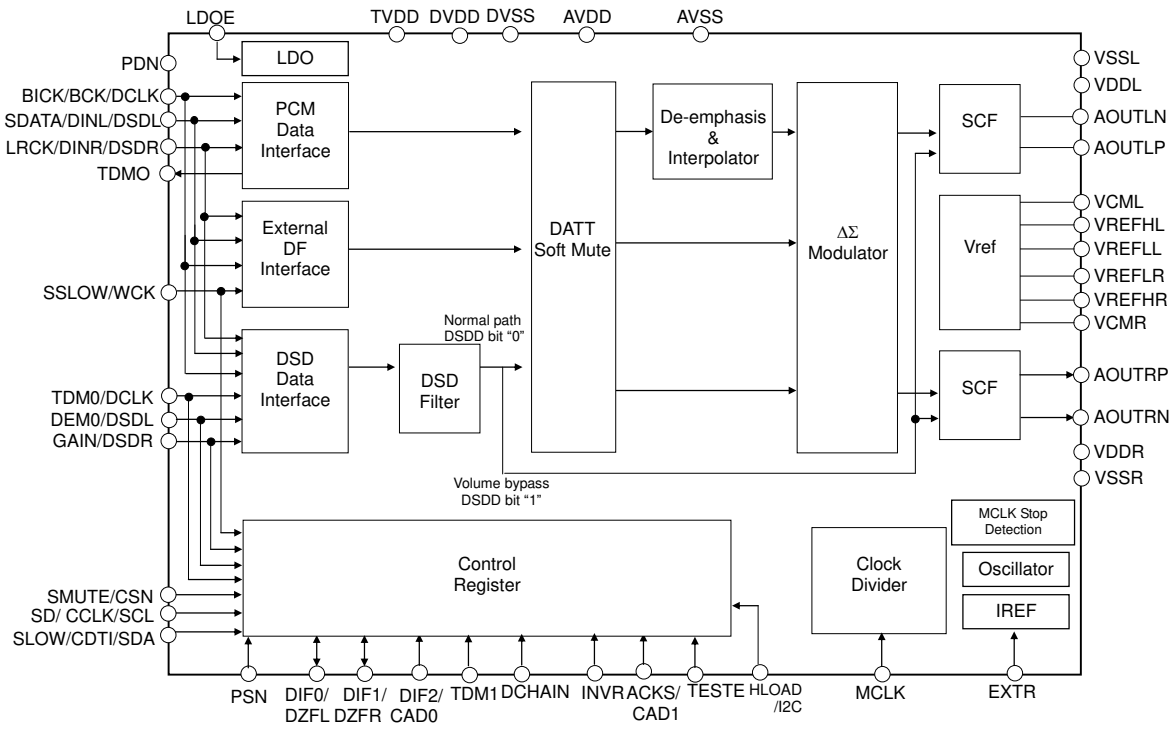 LDOE
TVDD
DVDD
DVSS
AVDD
AVSS
PDN
BICK/BCK/DCLK
SDATA/DINL/DSDL
LRCK/DINR/DSDR
TDMO
SSLOW/WCK
TDM0/DCLK
DEM0/DSDL
GAIN/DSDR
SMUTE/CSN
SD/ CCLK/SCL
SLOW/CDTI/SDA
LDO
PCM
Data
Interface
External
DF
Interface
DSD
Data
Interface
DSD
Filter
Normal path
DSDD bit “0”
Volume bypass
DSDD bit “1”
DATT
Soft Mute
De-emphasis
&
Interpolator
ΔΣ
Modulator
SCF
Vref
SCF
VSSL
VDDL
AOUTLN
AOUTLP
VCML
VREFHL
VREFLL
VREFLR
VREFHR
VCMR
AOUTRP
AOUTRN
VDDR
VSSR
Control
Register
Clock
Divider
MCLK Stop
Detection
Oscillator
IREF
PSN
DIF0/
DZFL
DIF1/
DZFR
DIF2/
CAD0
TDM1
DCHAIN
INVR
ACKS/
CAD1
TESTE
HLOAD
/I2C
MCLK
EXTR